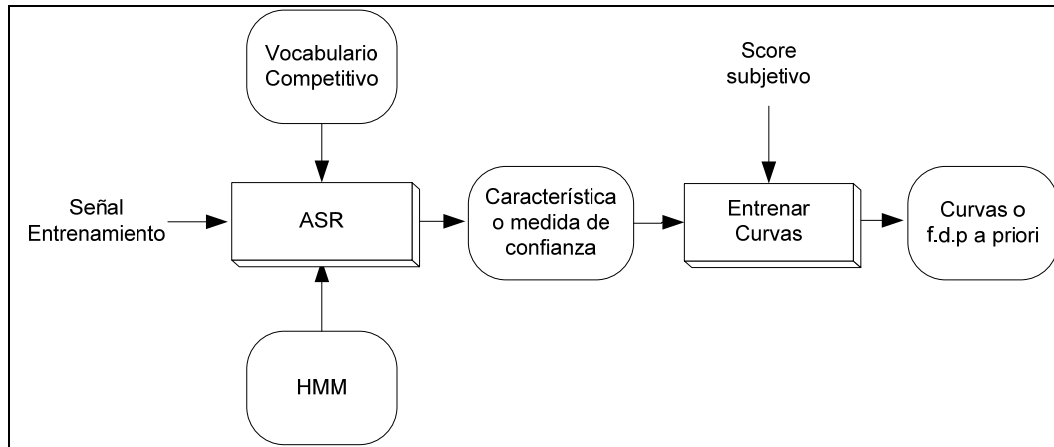 Vocabulario
Competitivo
Score
subjetivo
Señal
Entrenamiento
ASR
Característica
o medida de
confianza
Entrenar
Curvas
Curvas o
f.d.p a priori
HMM